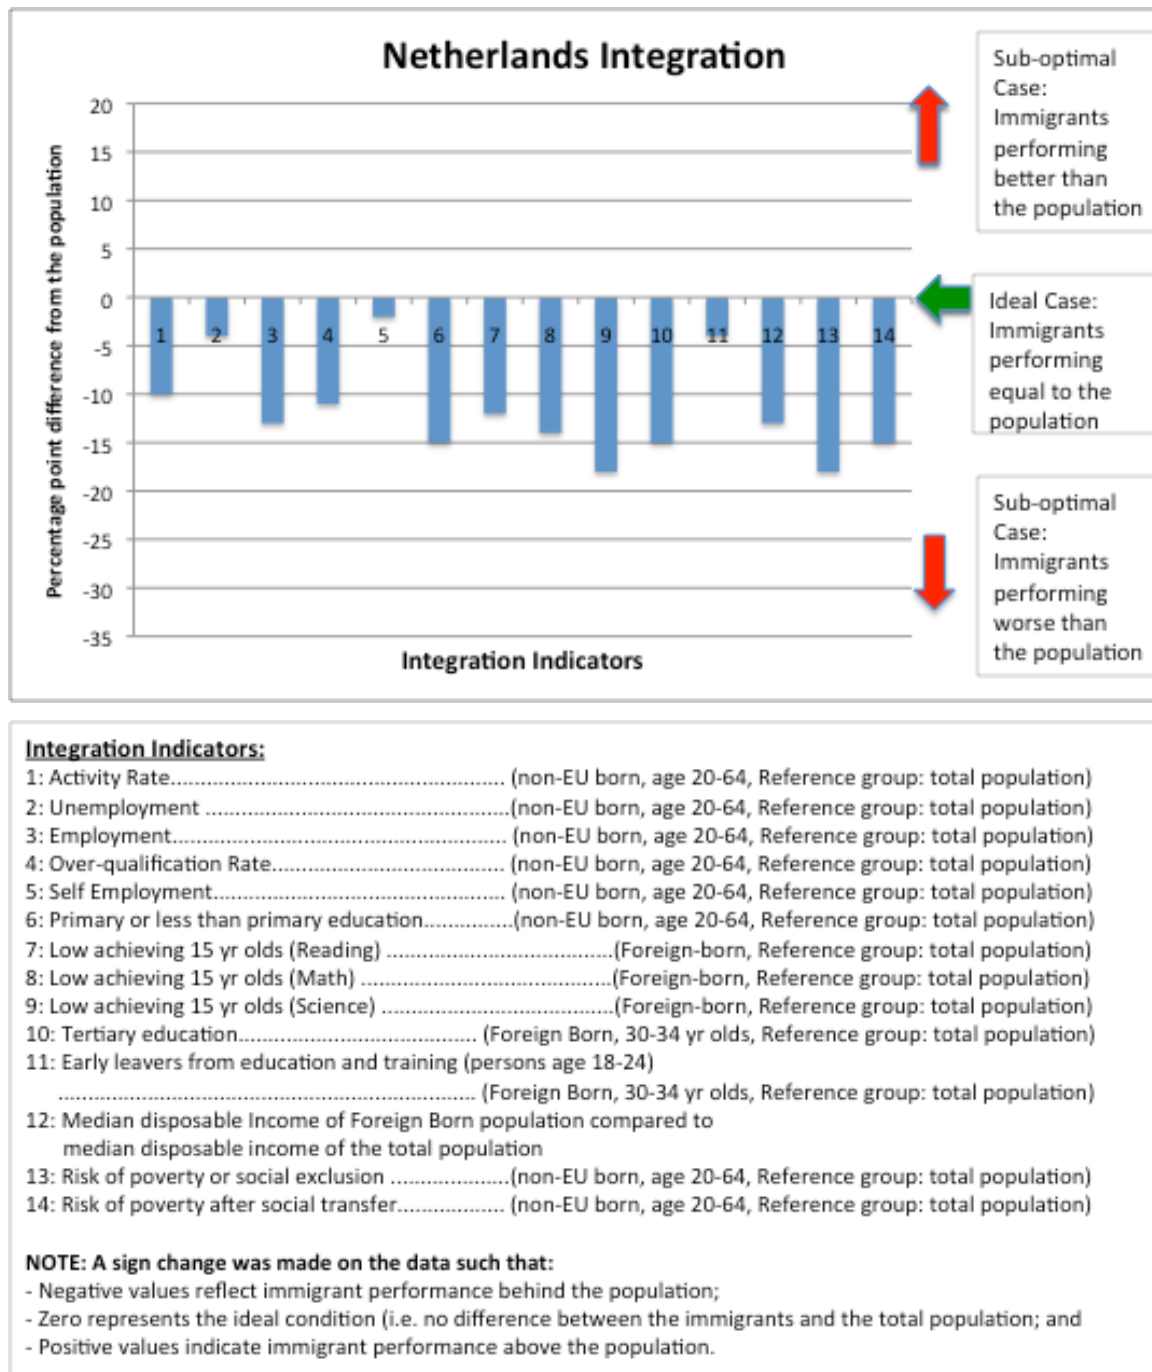 Netherlands Integration
Percentage point difference from the population
20
15
10
5
0
-5
-10
-15
-20
-25
-30
-35
1 2 3 4 5 6 7 8 9 10 11 12 13 14
Integration Indicators
Sub-optimal
Case:
Immigrants
performing
better than
the population
Ideal Case:
Immigrants
performing
equal to the
population
Sub-optimal
Case:
Immigrants
performing
worse than
the population
Integration Indicators:
1: Activity Rate.................................................. (non-EU born, age 20-64, Reference group: total population)
2: Unemployment ..............................................(non-EU born, age 20-64, Reference group: total population)
3: Employment.................................................. (non-EU born, age 20-64, Reference group: total population)
4: Over-qualification Rate................................... (non-EU born, age 20-64, Reference group: total population)
5: Self Employment............................................ (non-EU born, age 20-64, Reference group: total population)
6: Primary or less than primary education.............(non-EU born, age 20-64, Reference group: total population)
7: Low achieving 15 yr olds (Reading) ..................................(Foreign-born, Reference group: total population)
8: Low achieving 15 yr olds (Math) ......................................(Foreign-born, Reference group: total population)
9: Low achieving 15 yr olds (Science) ...................................(Foreign-born, Reference group: total population)
10: Tertiary education.................................... (Foreign Born, 30-34 yr olds, Reference group: total population)
11: Early leavers from education and training (persons age 18-24)
............................................................... (Foreign Born, 30-34 yr olds, Reference group: total population)
12: Median disposable Income of Foreign Born population compared to
median disposable income of the total population
13: Risk of poverty or social exclusion ..................(non-EU born, age 20-64, Reference group: total population)
14: Risk of poverty after social transfer................ (non-EU born, age 20-64, Reference group: total population)
NOTE: A sign change was made on the data such that:
- Negative values reflect immigrant performance behind the population;
- Zero represents the ideal condition (i.e. no difference between the immigrants and the total population; and
- Positive values indicate immigrant performance above the population.